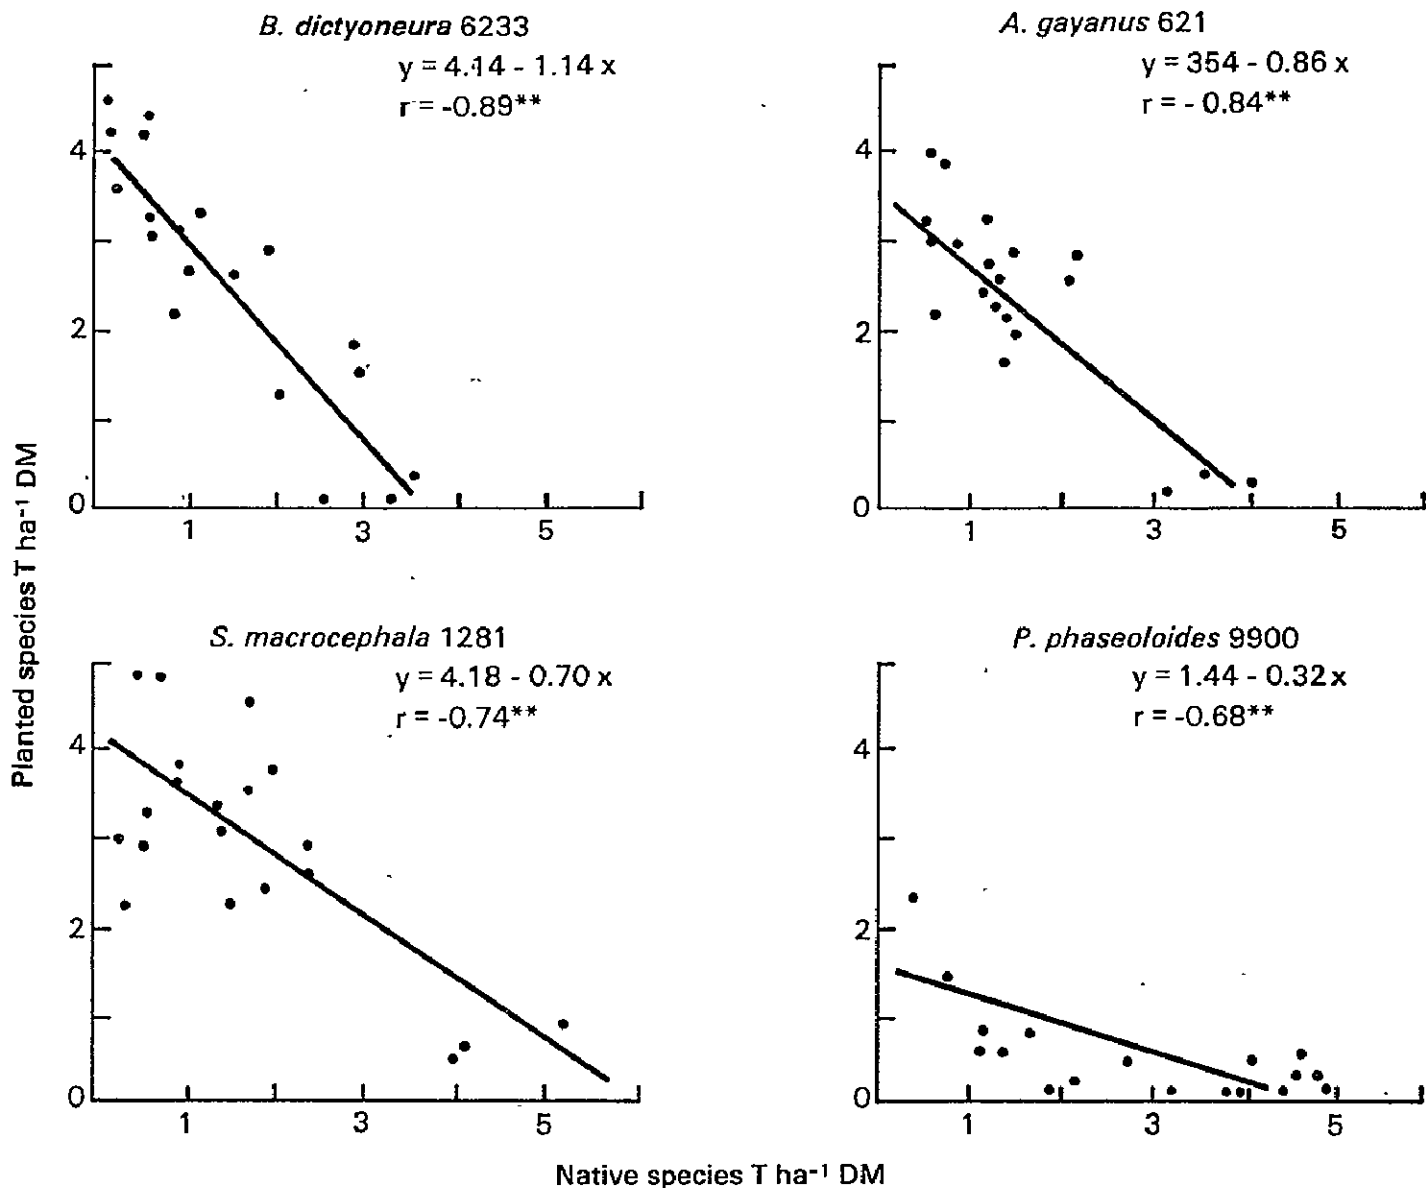 B. dictyoneura 6233
y = 4.14 - 1.14 x
r = -0.89**
4
2
0
1
3
5
A. gayanus 621
y = 354 - 0.86 x
r = - 0.84**
4
2
0
1
3
5
S. macrocephala 1281
y = 4.18 - 0.70 x
r = -0.74**
4
2
0
1
3
5
P. phaseoloides 9900
y = 1.44 - 0.32 x
r = -0.68**
4
2
0
1
3
5
Planted species T ha⁻¹ DM
Native species T ha⁻¹ DM